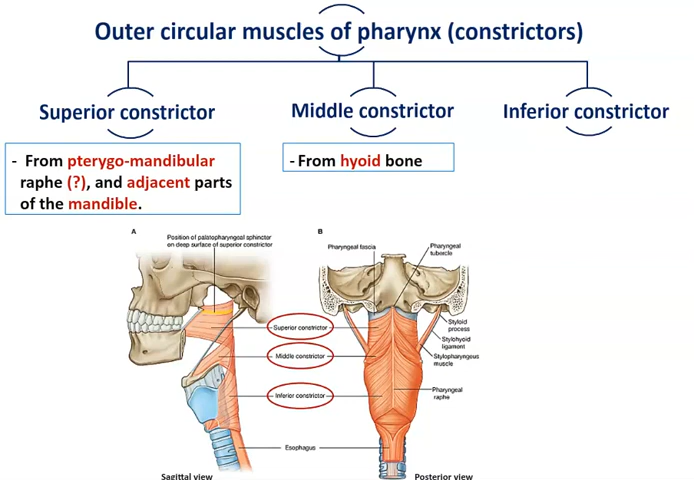 Outer circular muscles of pharynx (constrictors)
Superior constrictor
Middle constrictor
Inferior constrictor
- From pterygo-mandibular
raphe (?), and adjacent parts
of the mandible.
- From hyoid bone
A
Position of palatopharyngeal sphincter
on deep surface of superior constrictor
B
Pharyngeal fascia
Pharyngeal
tubercle
Superior constrictor
Middle constrictor
Inferior constrictor
Esophagus
Styloid
process
Stylohyoid
ligament
Stylopharyngeus
muscle
Pharyngeal
raphe
Sagittal view
Posterior view